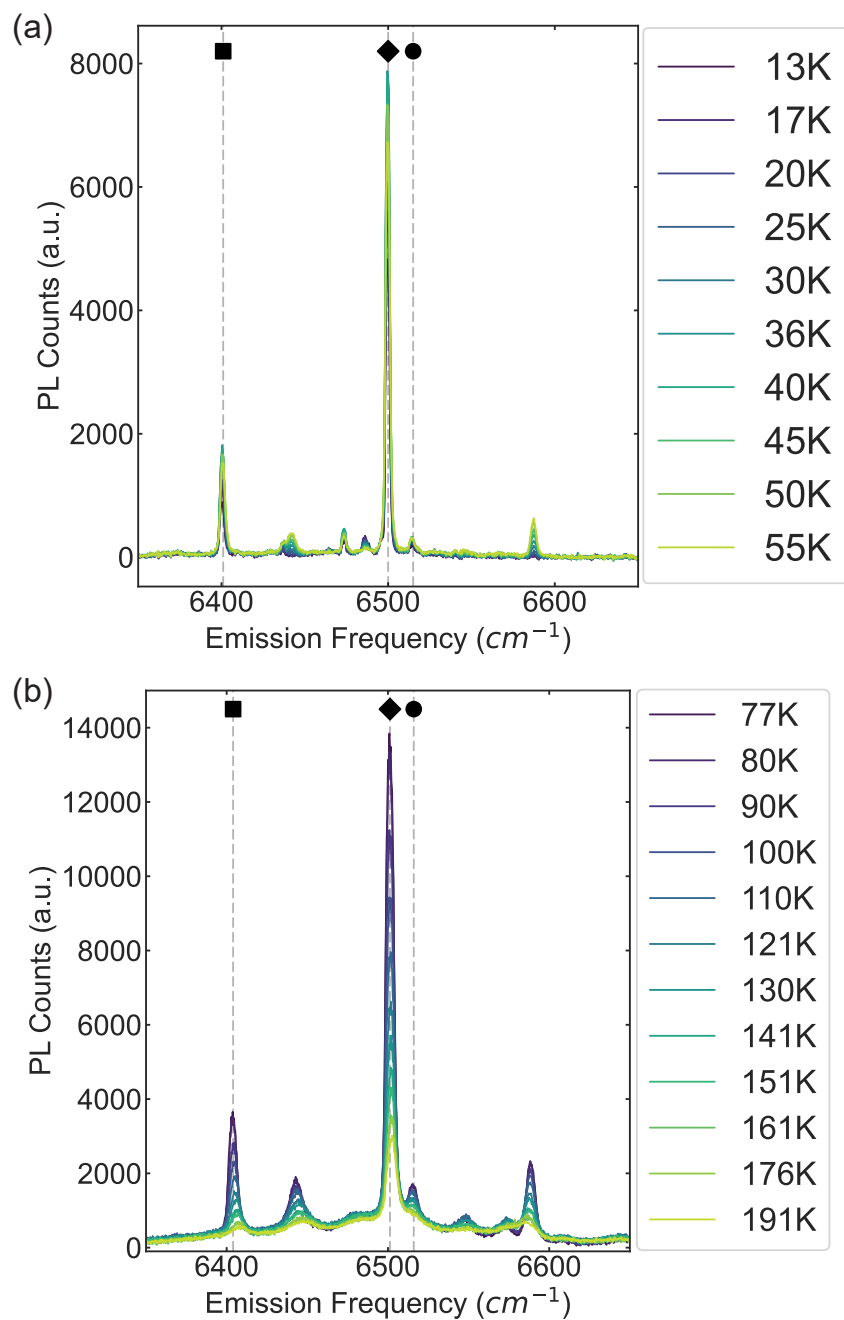 (a)
8000
6000
4000
2000
0
PL Counts (a.u.)
6400 6500 6600
Emission Frequency (cm⁻¹)
13K
17K
20K
25K
30K
36K
40K
45K
50K
55K
(b)
14000
12000
10000
8000
6000
4000
2000
0
PL Counts (a.u.)
6400 6500 6600
Emission Frequency (cm⁻¹)
77K
80K
90K
100K
110K
121K
130K
141K
151K
161K
176K
191K